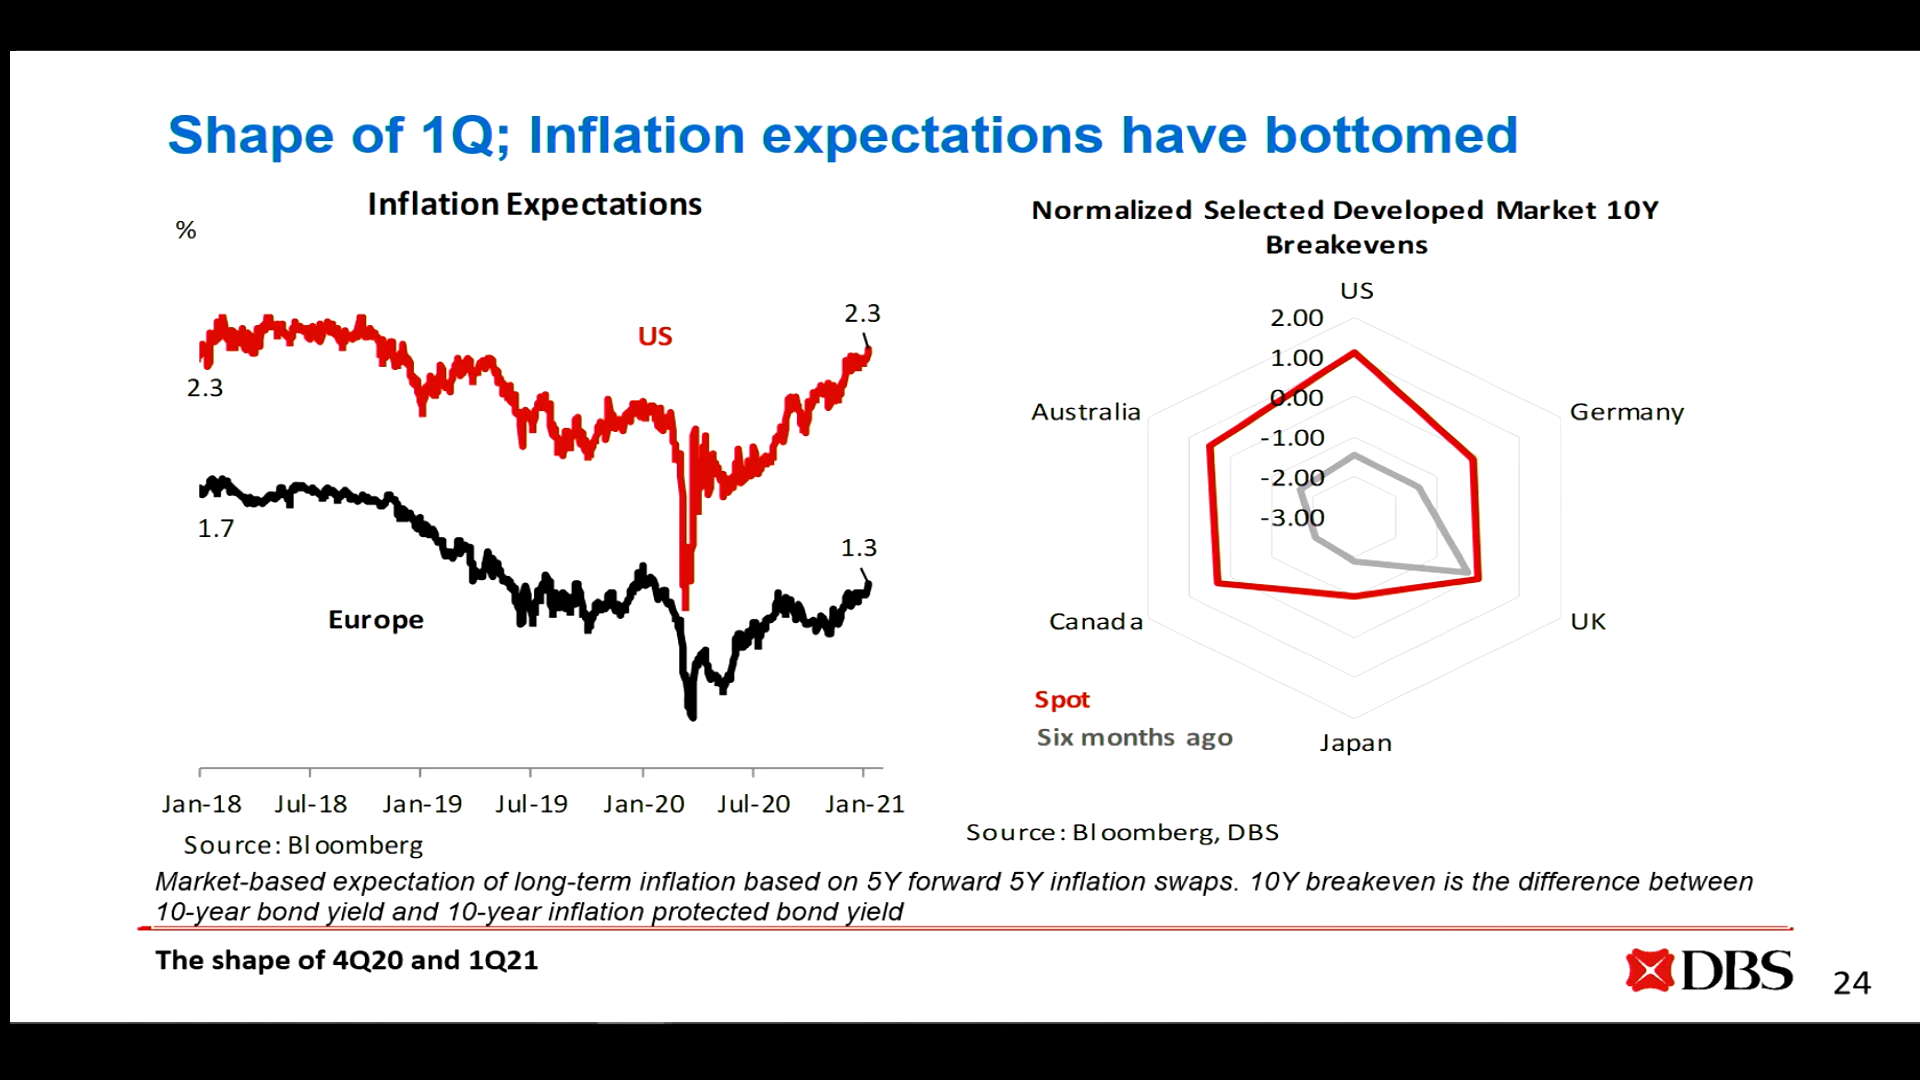 Shape of 1Q; Inflation expectations have bottomed
Inflation Expectations
%
US
2.3
2.3
1.7
1.3
Europe
Jan-18 Jul-18 Jan-19 Jul-19 Jan-20 Jul-20 Jan-21
Source: Bloomberg
Normalized Selected Developed Market 10Y
Breakevens
US
2.00
1.00
0.00
-1.00
-2.00
-3.00
Australia
Germany
Canada
UK
Japan
Spot
Six months ago
Source: Bloomberg, DBS
Market-based expectation of long-term inflation based on 5Y forward 5Y inflation swaps. 10Y breakeven is the difference between
10-year bond yield and 10-year inflation protected bond yield
The shape of 4Q20 and 1Q21
DBS
24